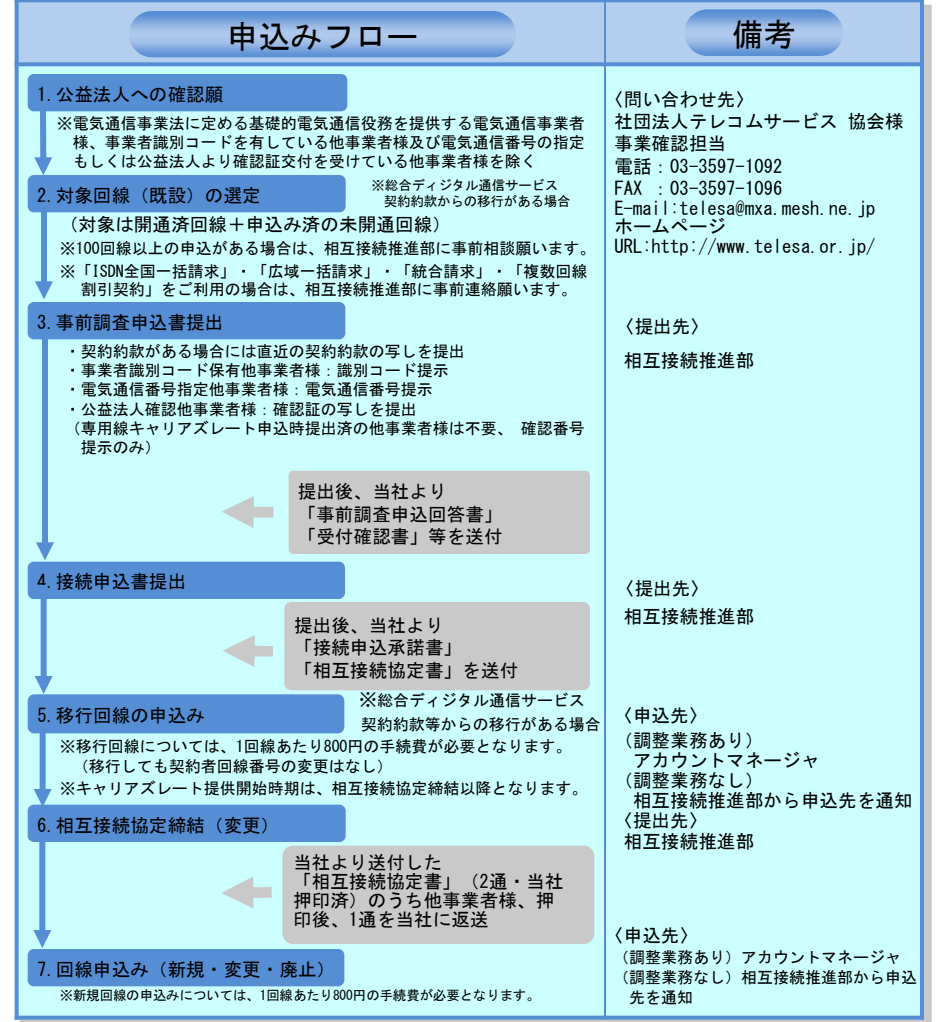 申込みフロー
備考
1.公益法人への確認願
※電気通信事業法に定める基礎的電気通信役務を提供する電気通信事業者
様、事業者識別コードを有している他事業者様及び電気通信番号の指定
もしくは公益法人より確認証交付を受けている他事業者様を除く
〈問い合わせ先〉
社団法人テレコムサービス 協会様
事業確認担当
電話：03-3597-1092
FAX ：03-3597-1096
E-mail:telesa@mxa.mesh.ne.jp
ホームページ
URL:http://www.telesa.or.jp/
2.対象回線（既設）の選定
※総合ディジタル通信サービス
契約約款からの移行がある場合
（対象は開通済回線＋申込み済の未開通回線）
※100回線以上の申込がある場合は、相互接続推進部に事前相談願います。
※「ISDN全国一括請求」・「広域一括請求」・「統合請求」・「複数回線
割引契約」をご利用の場合は、相互接続推進部に事前連絡願います。
3.事前調査申込書提出
・契約約款がある場合には直近の契約約款の写しを提出
・事業者識別コード保有他事業者様：識別コード提示
・電気通信番号指定他事業者様：電気通信番号提示
・公益法人確認他事業者様：確認証の写しを提出
（専用線キャリアズレート申込時提出済の他事業者様は不要、 確認番号
提示のみ）
〈提出先〉
相互接続推進部
提出後、当社より
「事前調査申込回答書」
「受付確認書」等を送付
4.接続申込書提出
〈提出先〉
相互接続推進部
提出後、当社より
「接続申込承諾書」
「相互接続協定書」を送付
5.移行回線の申込み
※総合ディジタル通信サービス
契約約款等からの移行がある場合
※移行回線については、1回線あたり800円の手続費が必要となります。
（移行しても契約者回線番号の変更はなし）
※キャリアズレート提供開始時期は、相互接続協定締結以降となります。
〈申込先〉
（調整業務あり）
アカウントマネージャ
（調整業務なし）
相互接続推進部から申込先を通知
6.相互接続協定締結（変更）
〈提出先〉
相互接続推進部
当社より送付した
「相互接続協定書」（2通・当社
押印済）のうち他事業者様、押
印後、1通を当社に返送
7.回線申込み（新規・変更・廃止）
※新規回線の申込みについては、1回線あたり800円の手続費が必要となります。
〈申込先〉
（調整業務あり）アカウントマネージャ
（調整業務なし）相互接続推進部から申込
先を通知